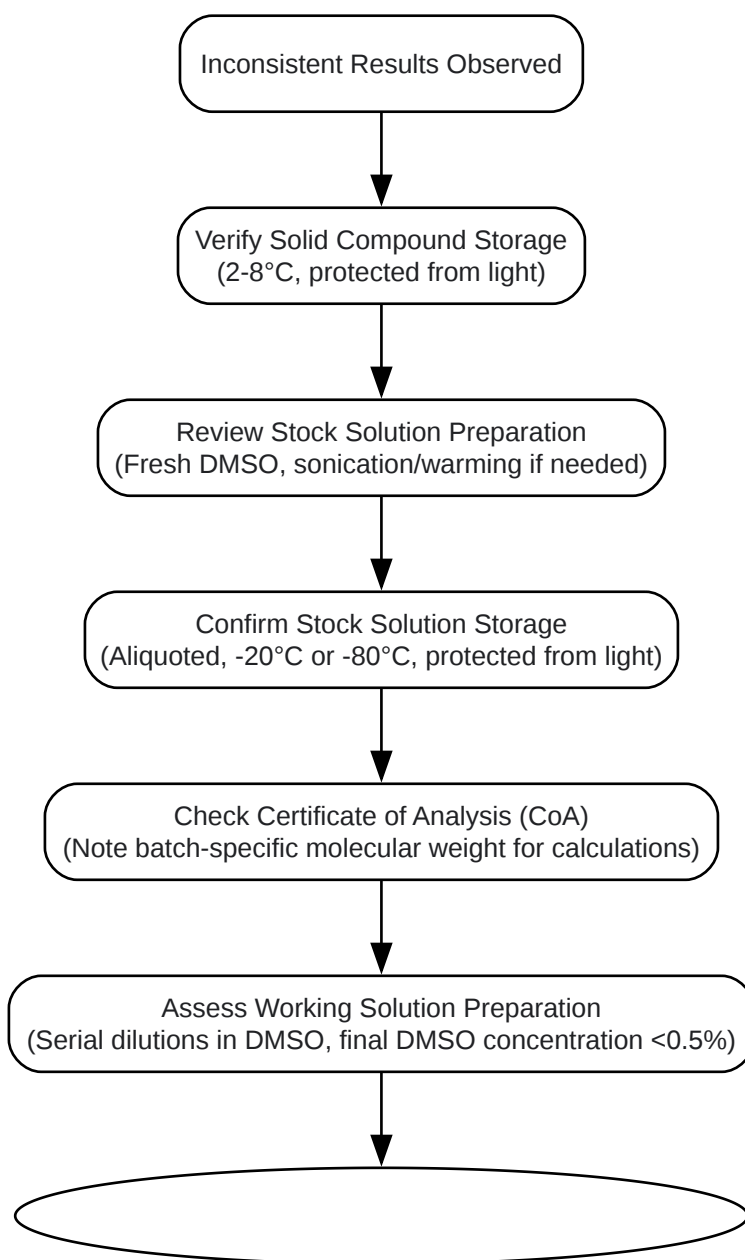 Inconsistent Results Observed
Verify Solid Compound Storage
(2-8°C, protected from light)
Review Stock Solution Preparation
(Fresh DMSO, sonication/warming if needed)
Confirm Stock Solution Storage
(Aliquoted, -20°C or -80°C, protected from light)
Check Certificate of Analysis (CoA)
(Note batch-specific molecular weight for calculations)
Assess Working Solution Preparation
(Serial dilutions in DMSO, final DMSO concentration <0.5%)